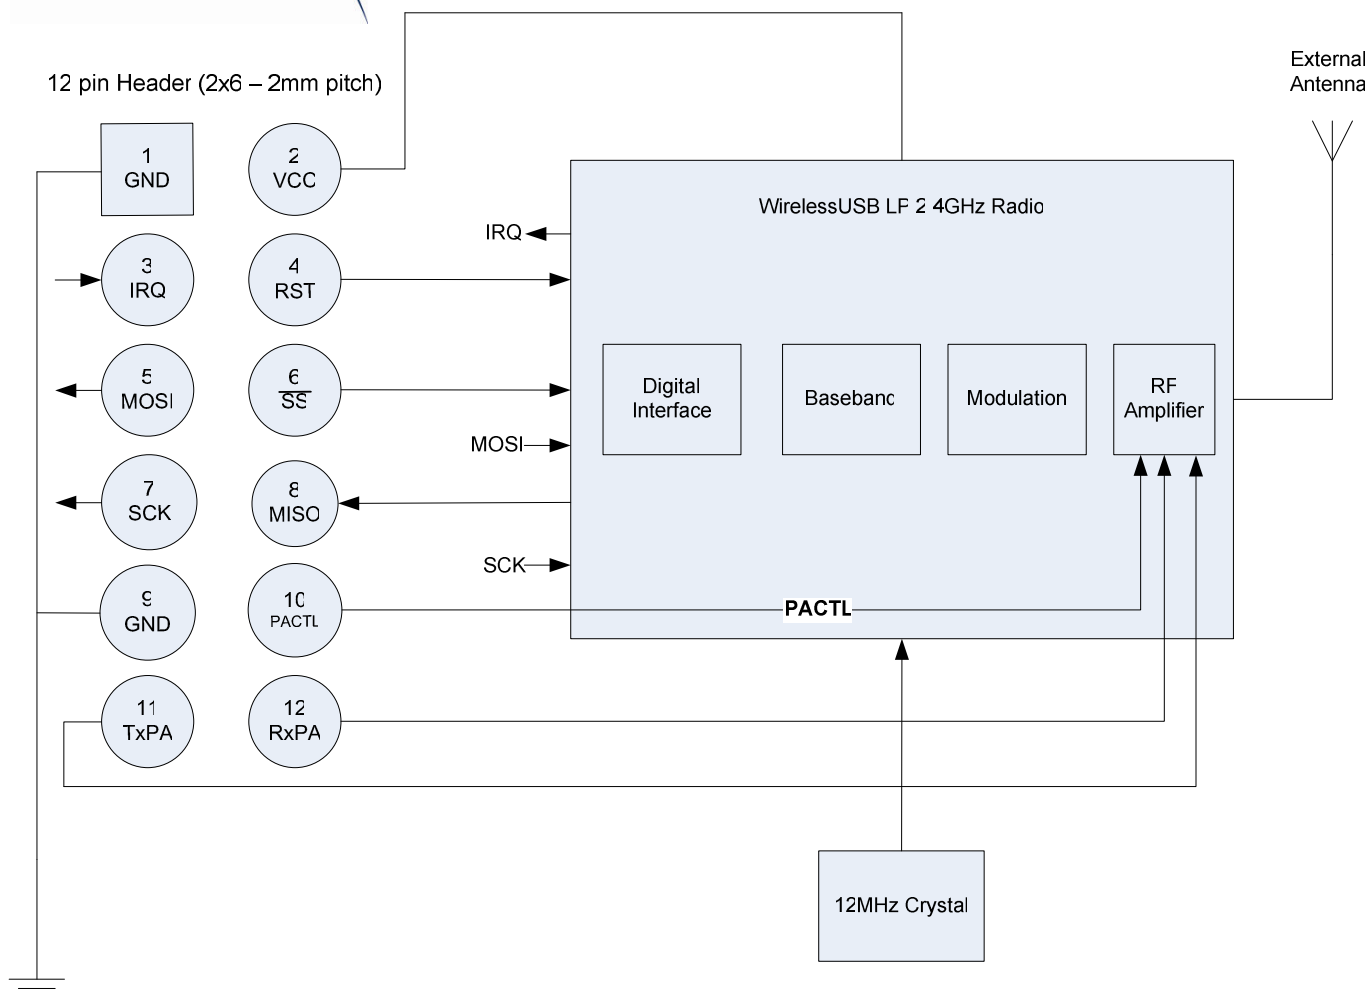 External
Antenna
12 pin Header (2x6 – 2mm pitch)
1
GND
2
VCC
WirelessUSB LP 2.4GHz Radio
IRQ
3
IRQ
4
RST
5
MOSI
6
SS
Digital
Interface
Baseband
Modulation
RF
Amplifier
MOSI
7
SCK
8
MISO
SCK
9
GND
10
PACTL
PACTL
11
TxPA
12
RxPA
12MHz Crystal